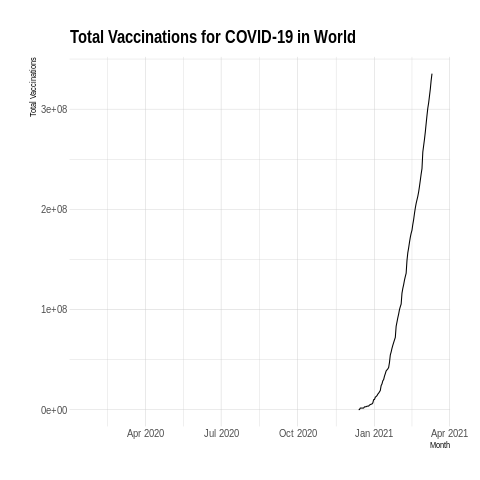 Total Vaccinations for COVID-19 in World
Total Vaccinations
3e+08
2e+08
1e+08
0e+00
Apr 2020 Jul 2020 Oct 2020 Jan 2021 Apr 2021
Month